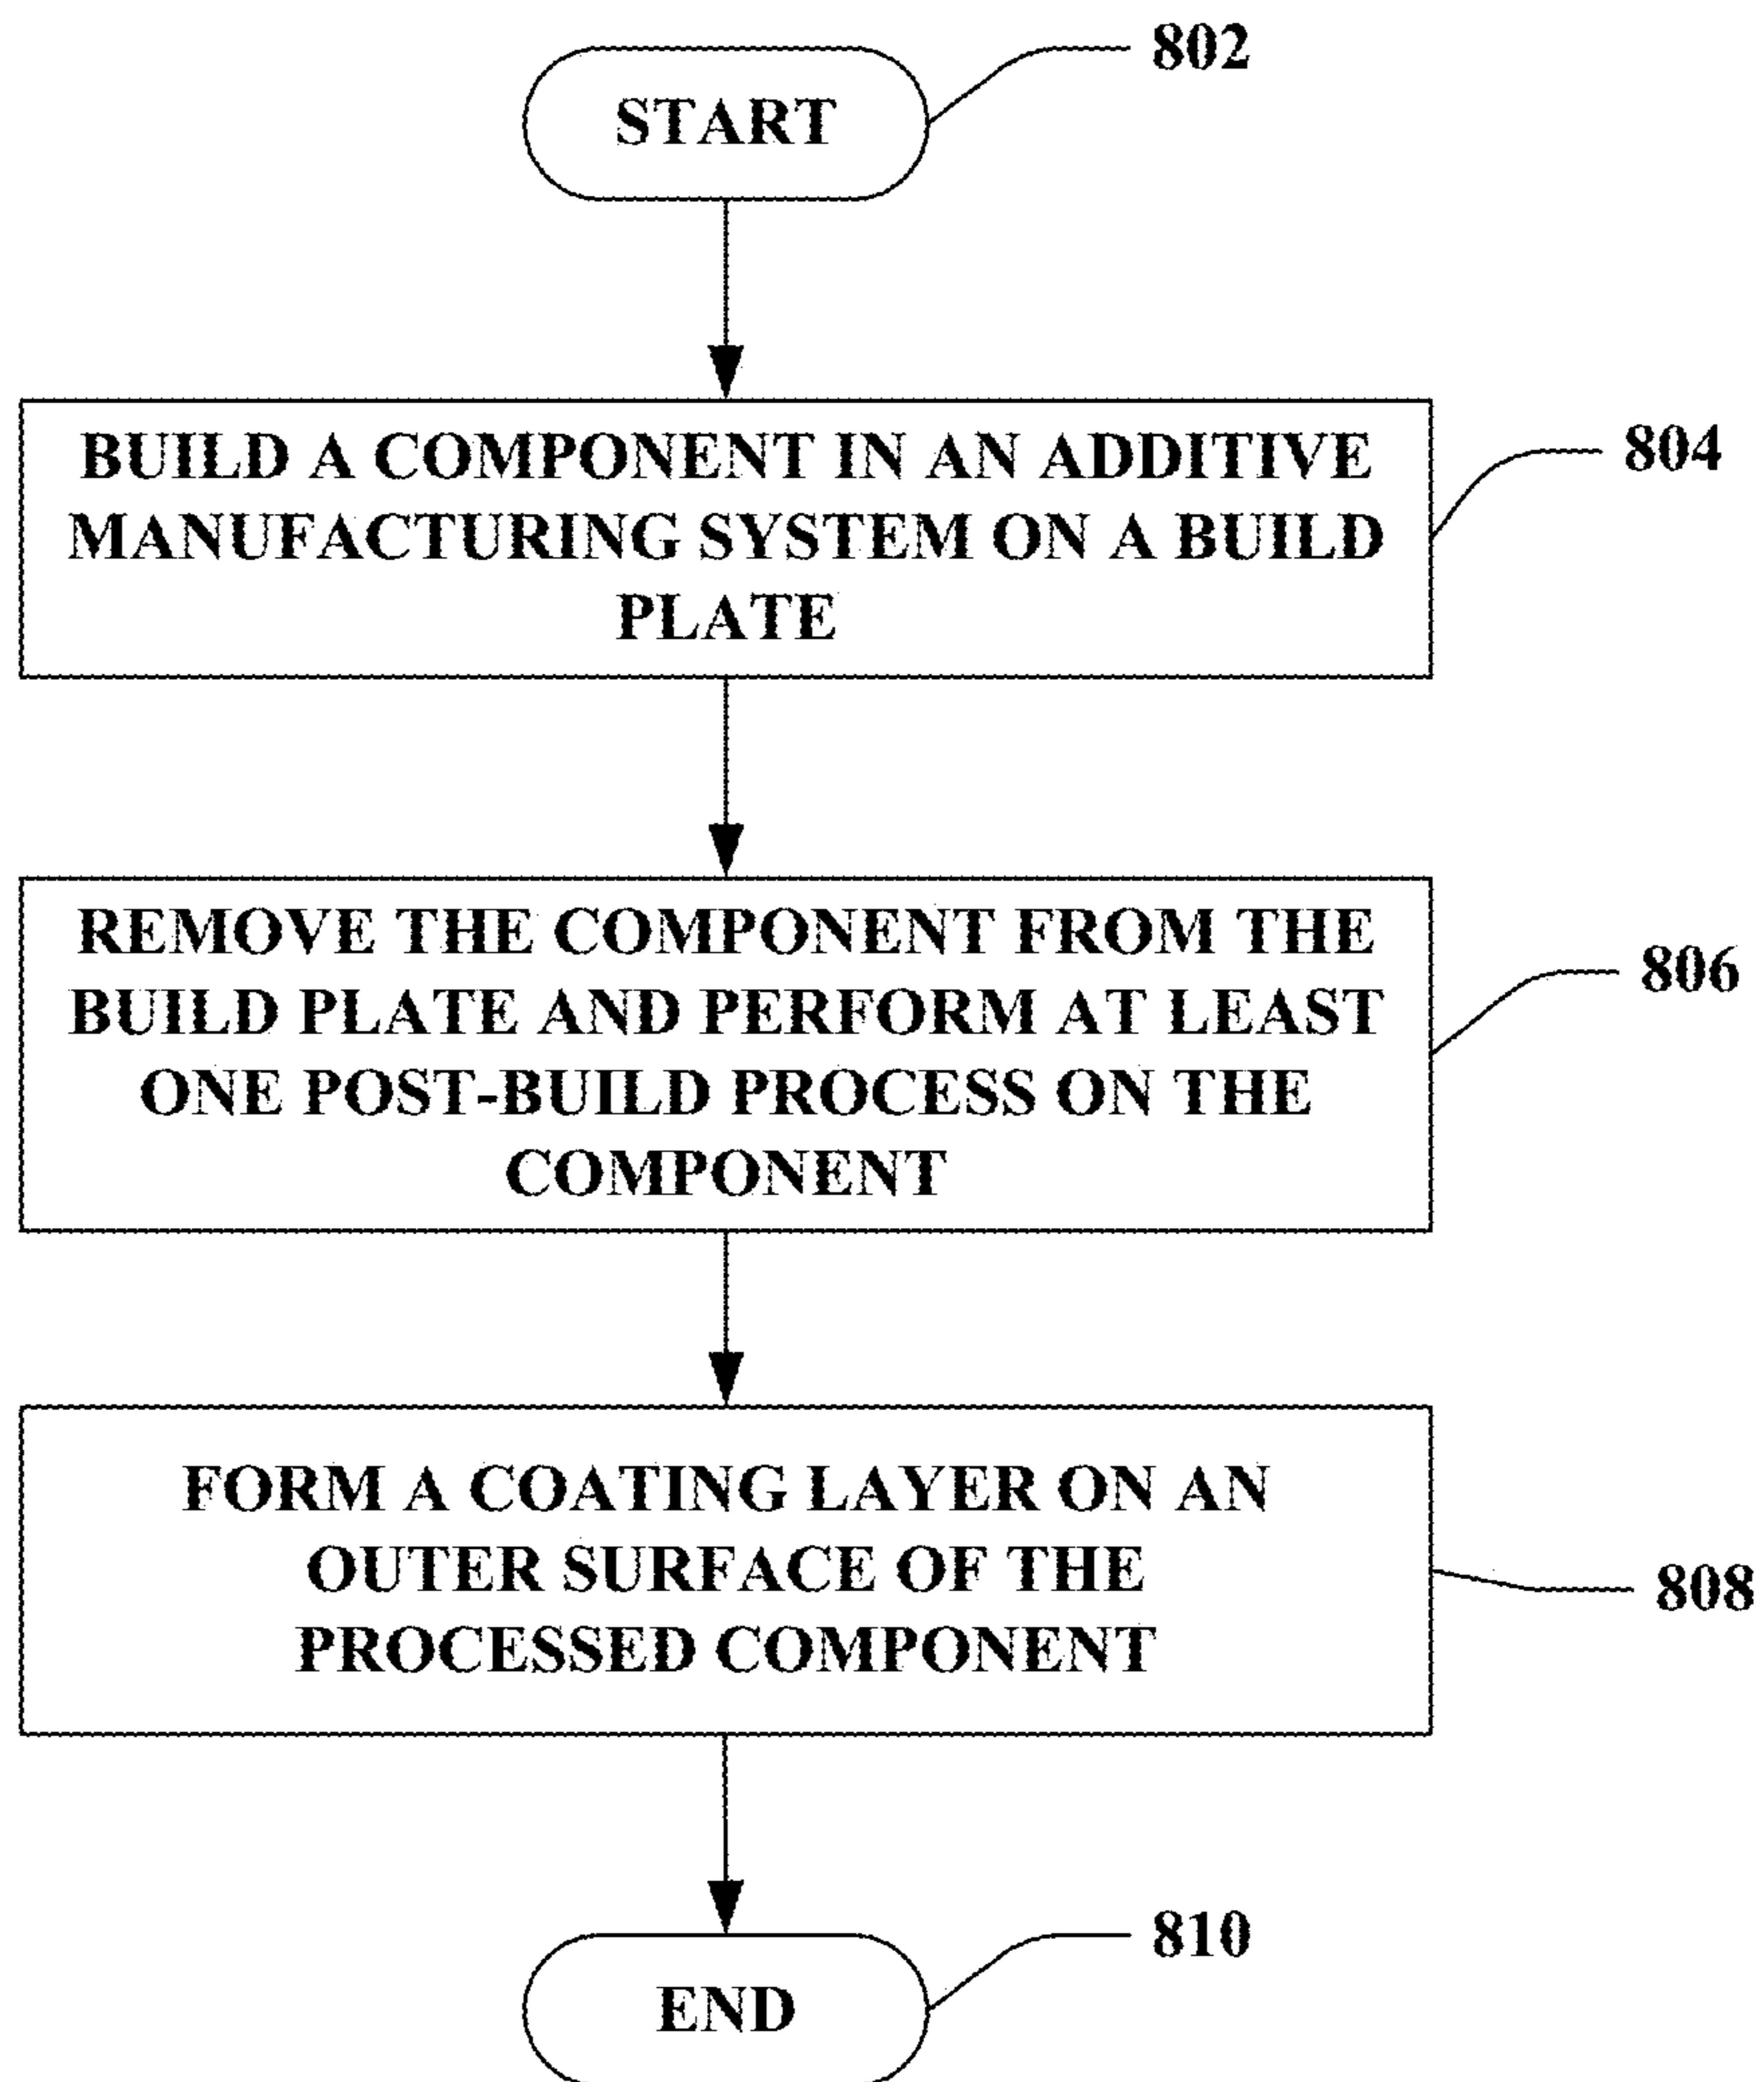 START
802
BUILD A COMPONENT IN AN ADDITIVE
MANUFACTURING SYSTEM ON A BUILD
PLATE
804
REMOVE THE COMPONENT FROM THE
BUILD PLATE AND PERFORM AT LEAST
ONE POST-BUILD PROCESS ON THE
COMPONENT
806
FORM A COATING LAYER ON AN
OUTER SURFACE OF THE
PROCESSED COMPONENT
808
END
810